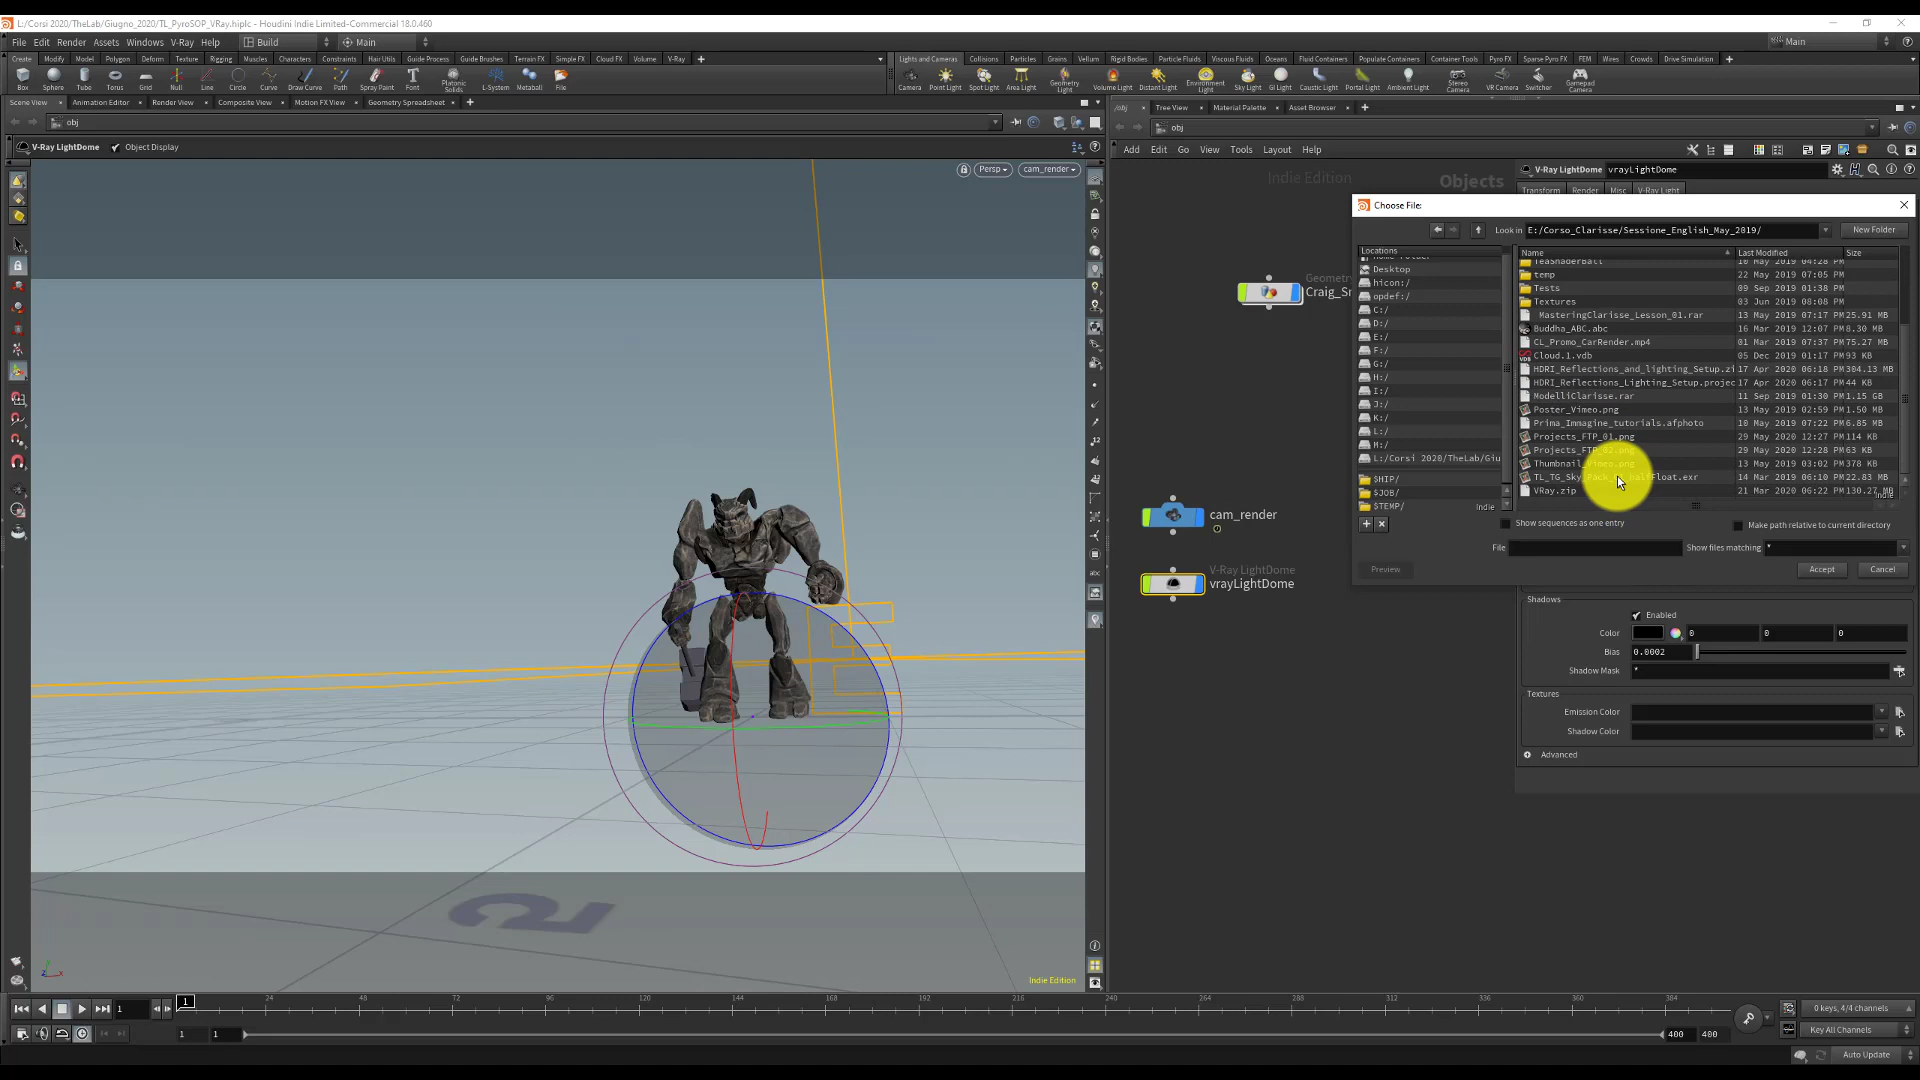 L:/Corsi 2020/TheLab/Giugno_2020/TL_PyroSOP_VRay.hiplc - Houdini Indie Limited-Commercial 18.0.460
File Edit Render Assets Windows V-Ray Help Build Main Main
Create Modify Model Polygon Deform Texture Rigging Muscles Characters Constraints Hair Utils Guide Process Guide Brushes Terrain FX Simple FX Cloud FX Volume V-Ray
Lights and Cameras Collisions Particles Grains Vellum Rigid Bodies Particle Fluids Viscous Fluids Oceans Fluid Containers Populate Containers Container Tools Pyro FX Sparse Pyro FX FEM Wires Crowds Drive Simulation
Box Sphere Tube Torus Grid Null Line Circle Curve Draw Curve Path Spray Paint Font Platonic Solids L-System Metaball File
Camera Point Light Spot Light Area Light Geometry Light Volume Light Distant Light Environment Light Sky Light GI Light Caustic Light Portal Light Ambient Light Stereo Camera VR Camera Switcher Gamepad Camera
Scene View Animation Editor Render View Composite View Motion FX View Geometry Spreadsheet
/obj Tree View Material Palette Asset Browser
obj
obj
V-Ray LightDome Object Display
Add Edit Go View Tools Layout Help
Persp cam_render
Indie Edition
Objects
V-Ray LightDome vrayLightDome
Transform Render Misc V-Ray Light
Choose File:
Look in E:/Corso_Clarisse/Sessione_English_May_2019/ New Folder
Locations
Desktop
hicon:/
opdef:/
C:/
D:/
E:/
F:/
G:/
H:/
I:/
J:/
K:/
L:/
M:/
L:/Corsi 2020/TheLab/Giu
$HIP/
$JOB/
$TEMP/
Indie
Name Last Modified Size
TeaShaderBall 10 May 2019 04:28 PM
temp 22 May 2019 07:05 PM
Tests 09 Sep 2019 01:38 PM
Textures 03 Jun 2019 08:08 PM
_MasteringClarisse_Lesson_01.rar 13 May 2019 07:17 PM 25.91 MB
Buddha_ABC.abc 16 Mar 2019 12:07 PM 8.30 MB
CL_Promo_CarRender.mp4 01 Mar 2019 07:37 PM 75.27 MB
Cloud.1.vdb 05 Dec 2019 01:17 PM 93 KB
HDRI_Reflections_and_lighting_Setup.zi 17 Apr 2020 06:18 PM 304.13 MB
HDRI_Reflections_Lighting_Setup.projec 17 Apr 2020 06:17 PM 44 KB
ModelliClarisse.rar 11 Sep 2019 01:30 PM 1.15 GB
Poster_Vimeo.png 13 May 2019 02:59 PM 1.50 MB
Prima_Immagine_tutorials.afphoto 10 May 2019 07:22 PM 6.85 MB
Projects_FTP_01.png 29 May 2020 12:27 PM 114 KB
Projects_FTP_02.png 29 May 2020 12:28 PM 63 KB
Thumbnail_Vimeo.png 13 May 2019 03:02 PM 378 KB
TL_TG_Sky_Pack HalfFloat.exr 14 Mar 2019 06:10 PM 22.83 MB
VRay.zip 21 Mar 2020 06:22 PM 130.27 MB
Indie
Show sequences as one entry Make path relative to current directory
File Show files matching *
Preview Accept Cancel
Geometry
Craig_Sm
cam_render
V-Ray LightDome
vrayLightDome
Shadows
Enabled
Color 0 0 0
Bias 0.0002
Shadow Mask *
Textures
Emission Color
Shadow Color
Advanced
Indie Edition
1 24 48 72 96 120 144 168 192 216 240 264 288 312 336 360 384
1
0 keys, 4/4 channels
1 1 400 400
Key All Channels
Auto Update